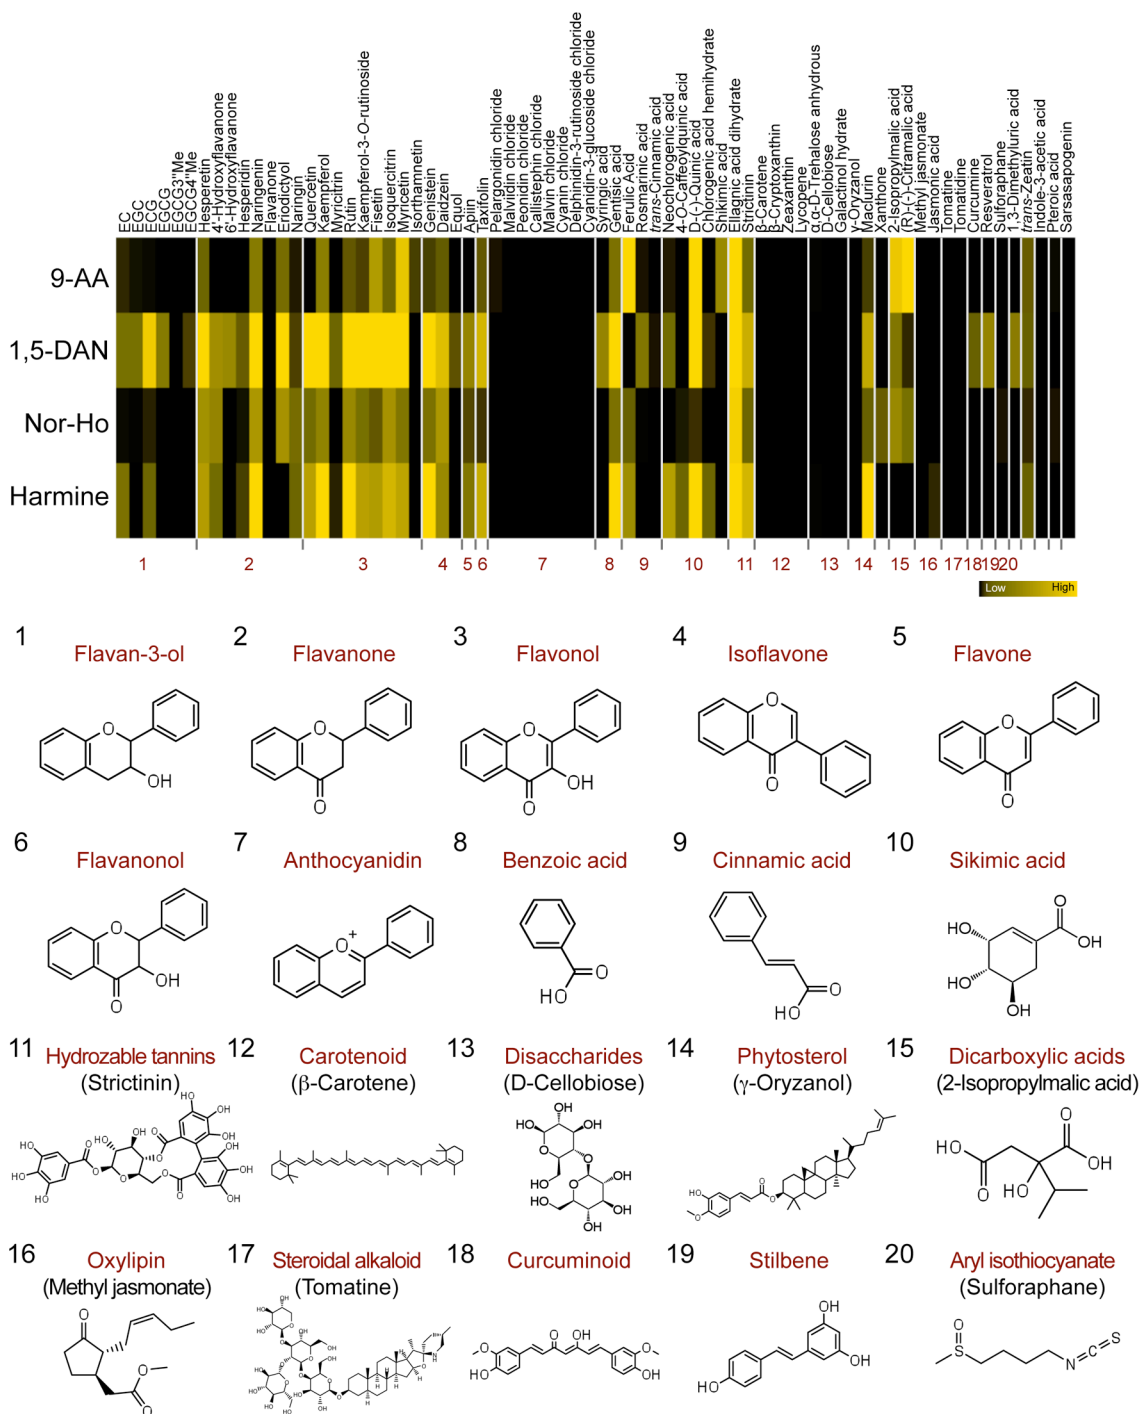 EC
EGC
ECG
EGCG
EGCG3"Me
EGCG4"Me
Hesperetin
4'-Hydroxyflavanone
6'-Hydroxyflavanone
Hesperidin
Naringenin
Flavanone
Eriodictyol
Naringin
Quercetin
Kaempferol
Myricitrin
Rutin
Kaempferol-3-O-rutinoside
Fisetin
Isoquercitrin
Myricetin
Isorhamnetin
Genistein
Daidzein
Equol
Apiin
Taxifolin
Pelargonidin chloride
Malvidin chloride
Peonidin chloride
Callistephin chloride
Malvin chloride
Cyanin chloride
Delphinidin-3-rutinoside chloride
Cyanidin-3-glucoside chloride
Syringic acid
Gentisic acid
Ferulic Acid
Rosmarinic acid
trans-Cinnamic acid
Neochlorogenic acid
4-O-Caffeoylquinic acid
D-(-)-Quinic acid
Chlorogenic acid hemihydrate
Shikimic acid
Ellagnic acid dihydrate
Strictinin
β-Carotene
β-Cryptoxanthin
Zeaxanthin
Lycopene
α,α-D-Trehalose anhydrous
D-Cellobiose
Galactinol hydrate
γ-Oryzanol
Maclurin
Xanthone
2-Isopropylmalic acid
(R)-(-)-Citramalic acid
Methyl jasmonate
Jasmonic acid
Tomatine
Tomatidine
Curcumine
Resveratrol
Sulforaphane
1,3-Dimethyluric acid
trans-Zeatin
Indole-3-acetic acid
Pteroic acid
Sarsasapogenin
9-AA
1,5-DAN
Nor-Ho
Harmine
1 2 3 4 5 6 7 8 9 10 11 12 13 14 15 16 17 18 19 20
Low High
1 2 3 4 5
Flavan-3-ol Flavanone Flavonol Isoflavone Flavone
O O O O O
OH O O OH O O
6 7 8 9 10
Flavanonol Anthocyanidin Benzoic acid Cinnamic acid Sikimic acid
O OH O
O+ O HO
O HO HO
O HO OH
HO OH
11 12 13 14 15
Hydrozable tannins Carotenoid Disaccharides Phytosterol Dicarboxylic acids
(Strictinin) (β-Carotene) (D-Cellobiose) (γ-Oryzanol) (2-Isopropylmalic acid)
16 17 18 19 20
Oxylipin Steroidal alkaloid Curcuminoid Stilbene Aryl isothiocyanate
(Methyl jasmonate) (Tomatine) (Sulforaphane)